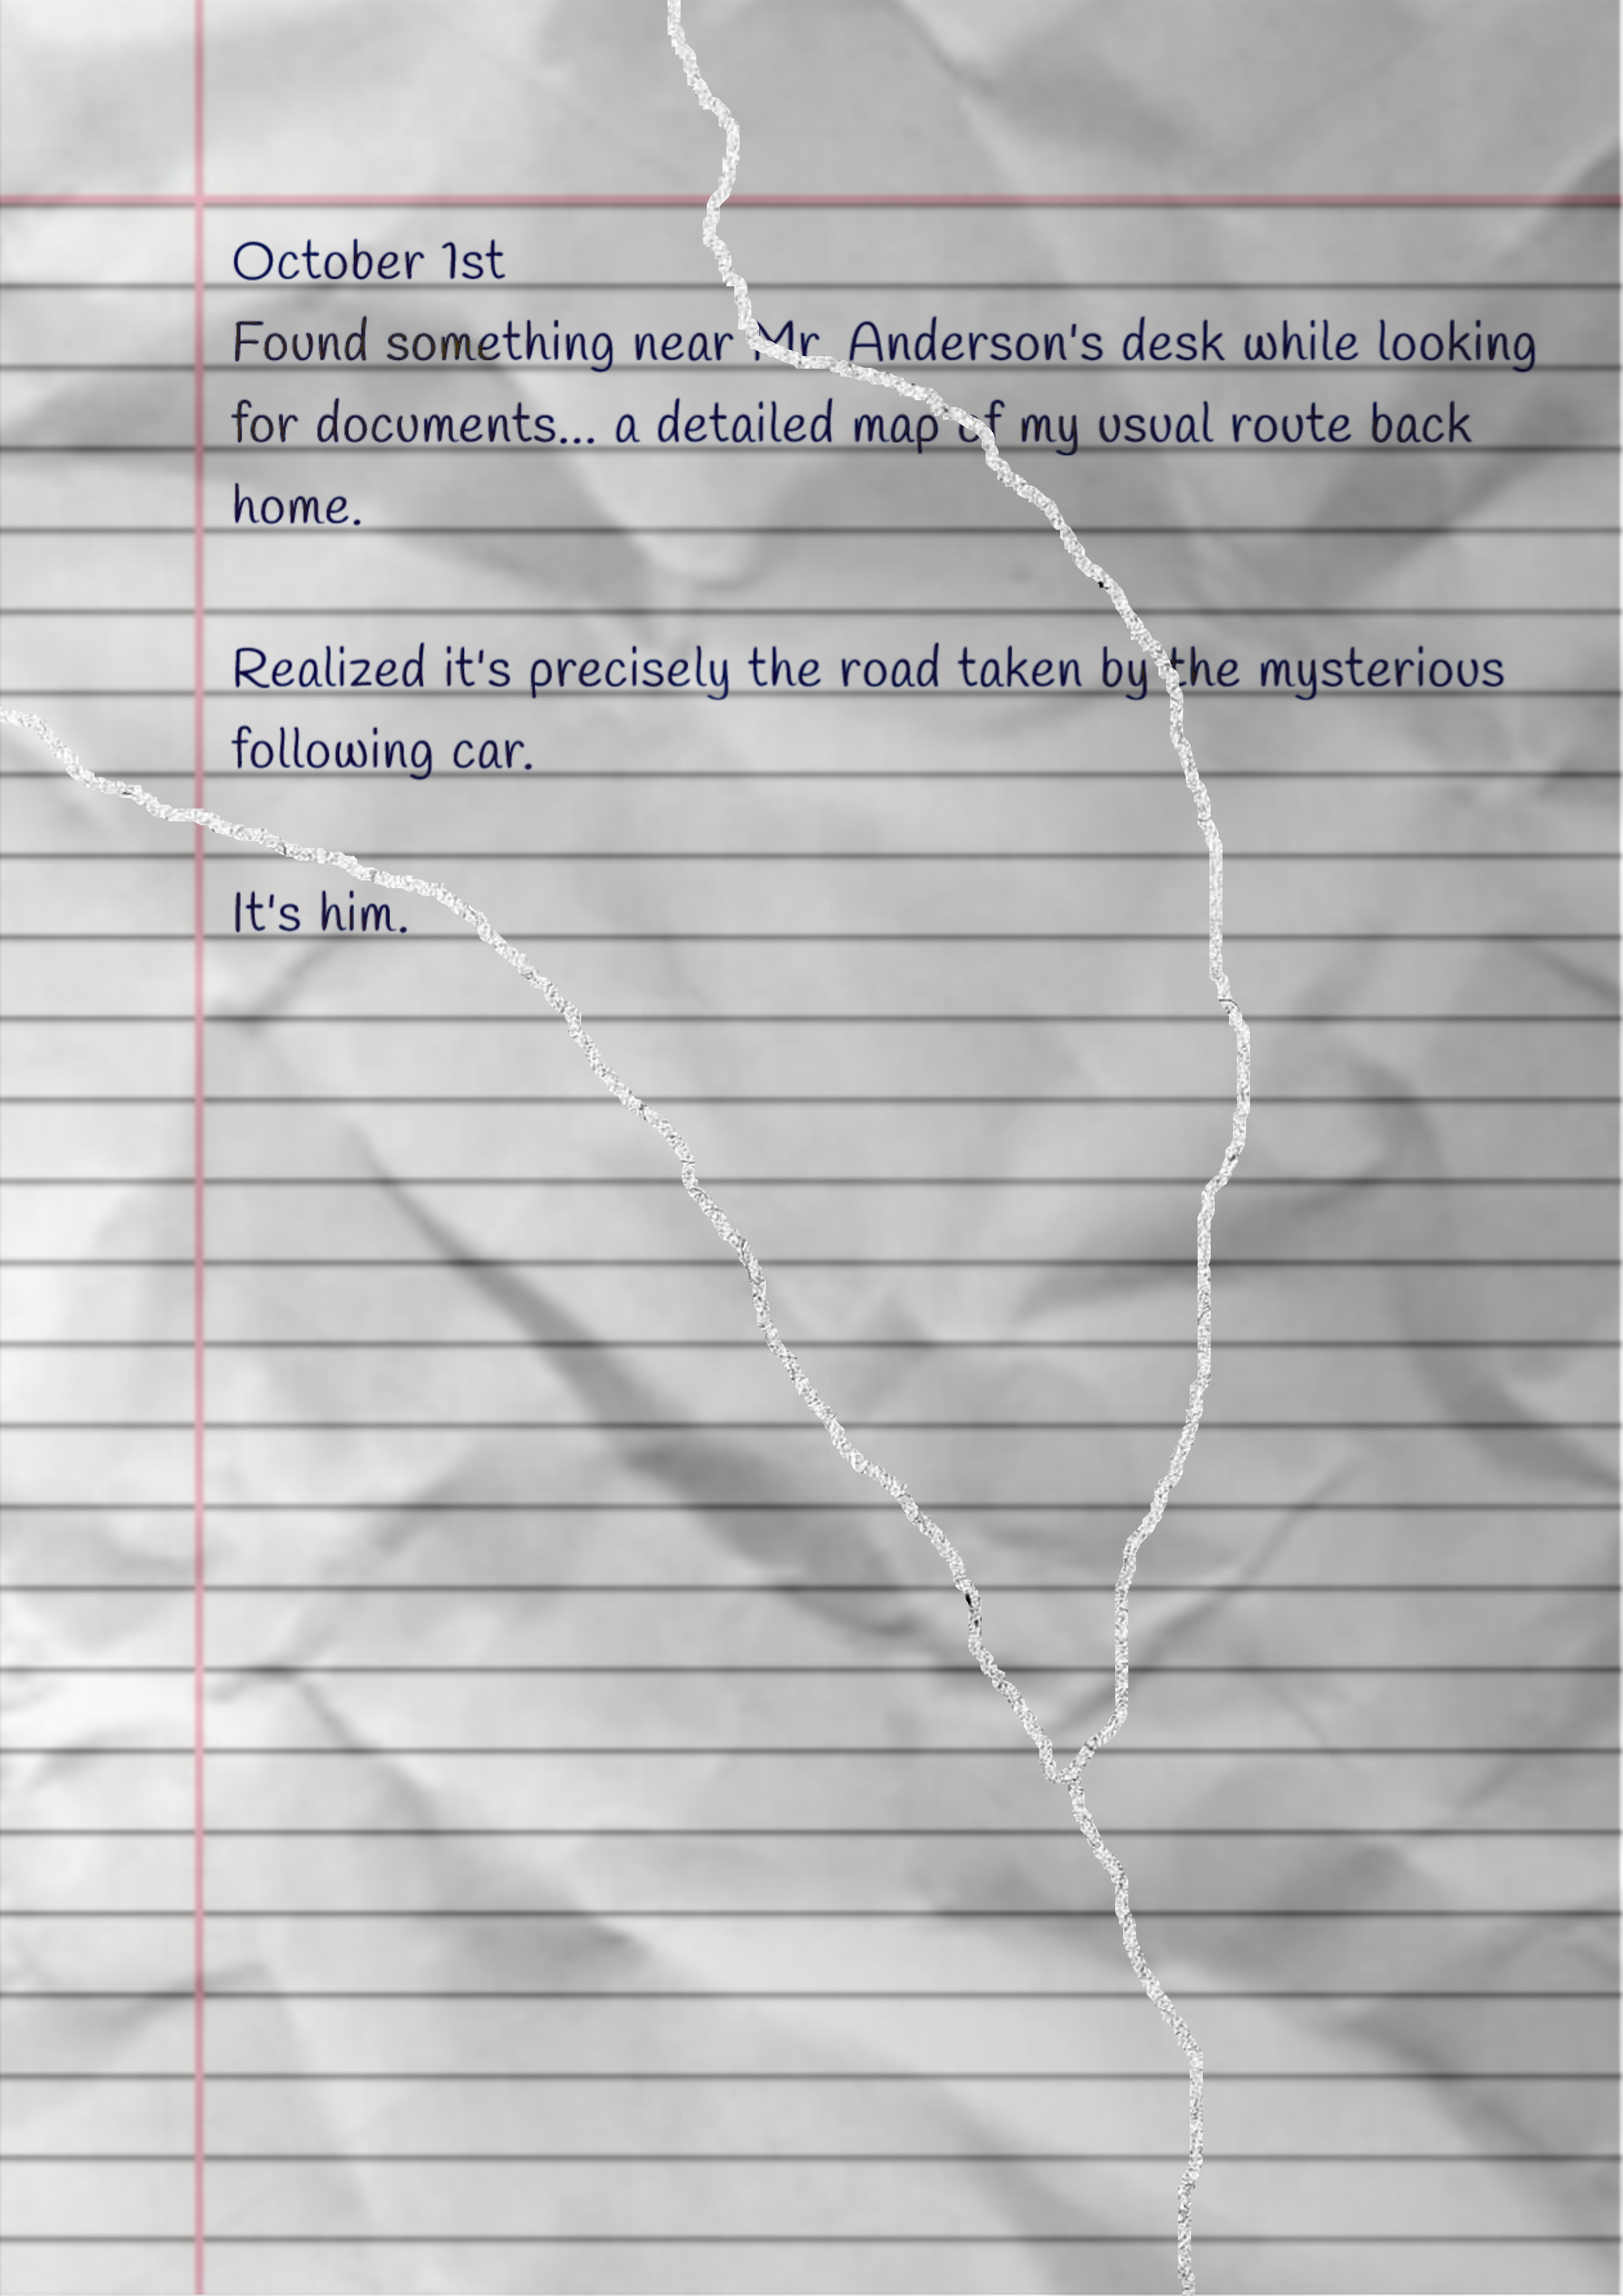 October 1st
Found something near Mr. Anderson's desk while looking
for documents... a detailed map of my usual route back
home.
Realized it's precisely the road taken by the mysterious
following car.
It's him.